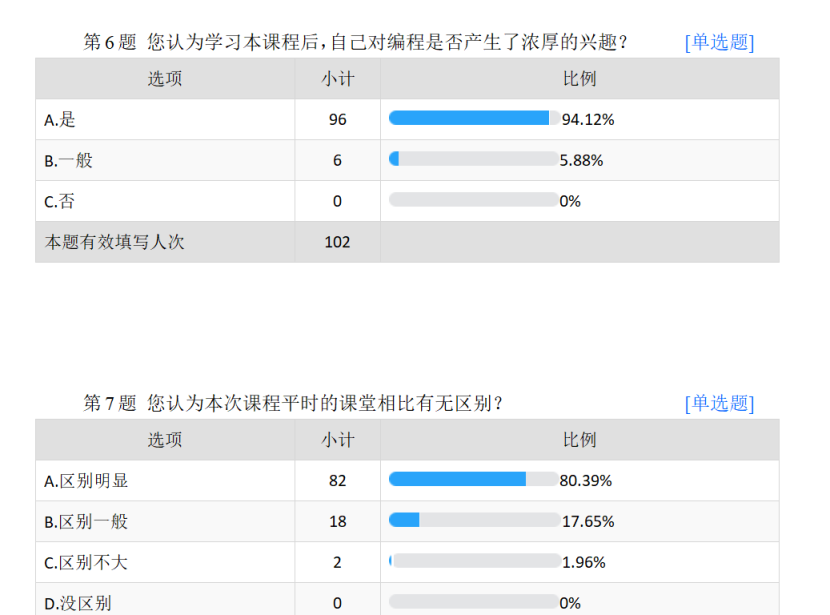 第 6 题 您认为学习本课程后，自己对编程是否产生了浓厚的兴趣？ [单选题]
选项 小计 比例
A.是 96 94.12%
B.一般 6 5.88%
C.否 0 0%
本题有效填写人次 102
第 7 题 您认为本次课程平时的课堂相比有无区别？ [单选题]
选项 小计 比例
A.区别明显 82 80.39%
B.区别一般 18 17.65%
C.区别不大 2 1.96%
D.没区别 0 0%